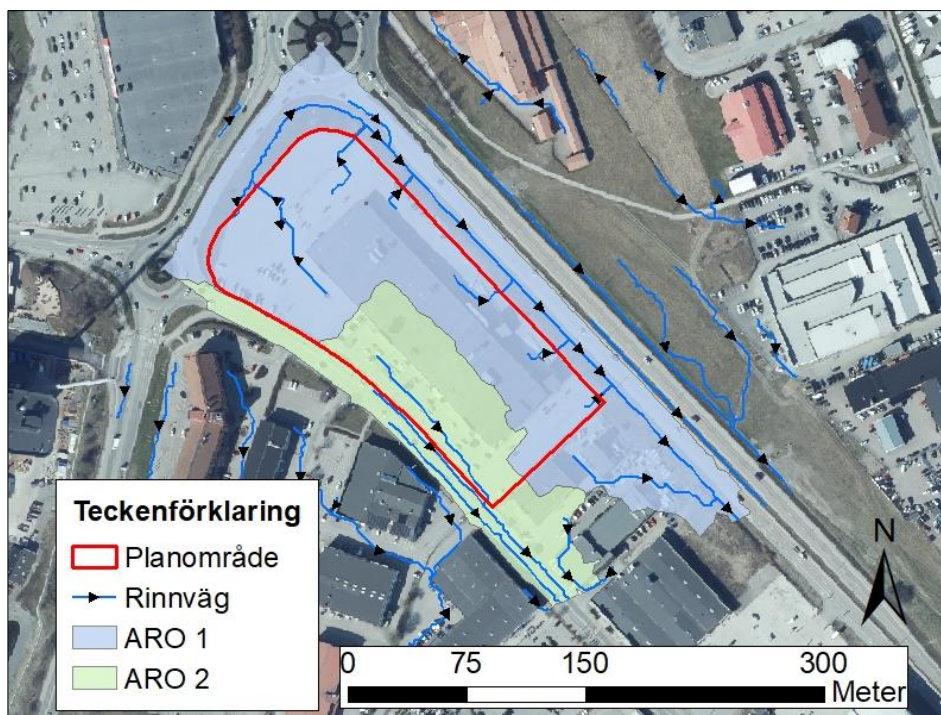 Teckenförklaring
Planområde
Rinnväg
ARO 1
ARO 2
N
0 75 150 300
Meter